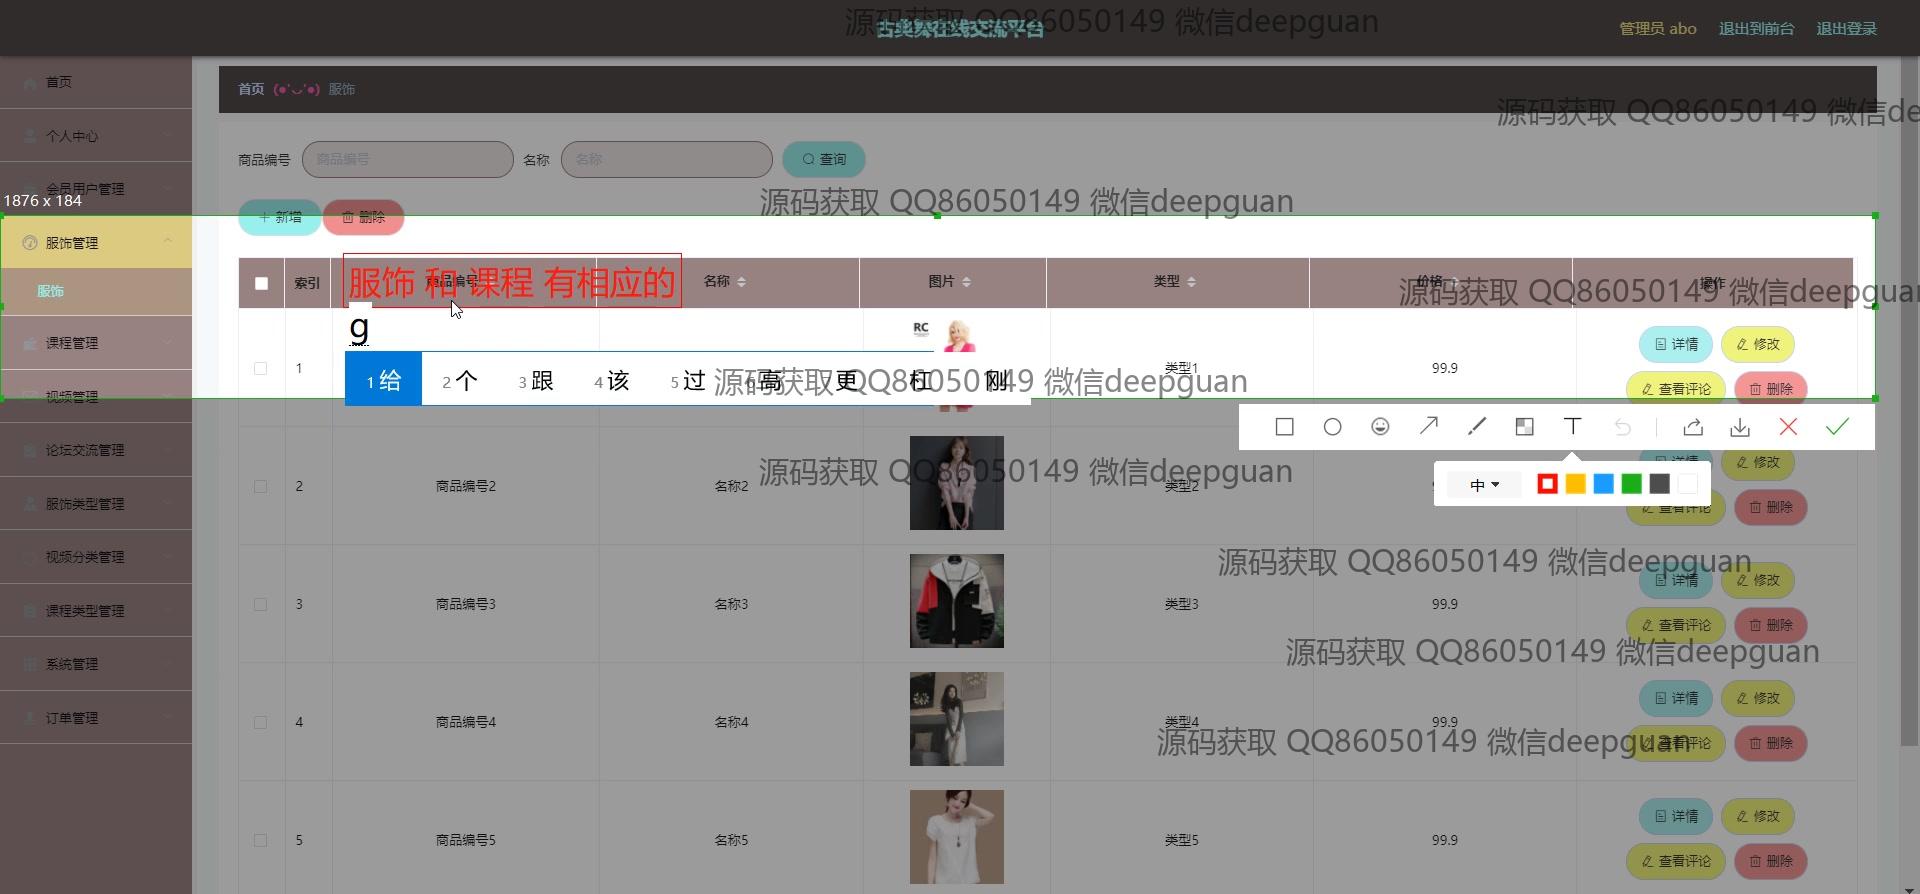 源码获取 QQ86050149 微信deepguan
古典舞在线交流平台
管理员 abo
退出到前台
退出登录
首页
个人中心
会员用户管理
1876 x 184
服饰管理
服饰
课程管理
视频管理
论坛交流管理
服饰类型管理
视频分类管理
课程类型管理
系统管理
订单管理
首页 (●'◡'●) 服饰
源码获取 QQ86050149 微信de
商品编号 商品编号 名称 名称 查询
源码获取 QQ86050149 微信deepguan
新增 删除
索引 商品编号 名称 图片 类型 价格 操作
服饰 和 课程 有相应的
源码获取 QQ86050149 微信deepguan
g
RC
1 类型1 99.9 详情 修改
查看评论 删除
1 给 2 个 3 跟 4 该 5 过 6 高 更 杠 刚
源码获取 QQ86050149 微信deepguan
中
2 商品编号2 名称2 类型2 详情 修改
查看评论 删除
源码获取 QQ86050149 微信deepguan
源码获取 QQ86050149 微信deepguan
3 商品编号3 名称3 类型3 99.9 详情 修改
查看评论 删除
源码获取 QQ86050149 微信deepguan
4 商品编号4 名称4 类型4 99.9 详情 修改
查看评论 删除
源码获取 QQ86050149 微信deepguan
5 商品编号5 名称5 类型5 99.9 详情 修改
查看评论 删除